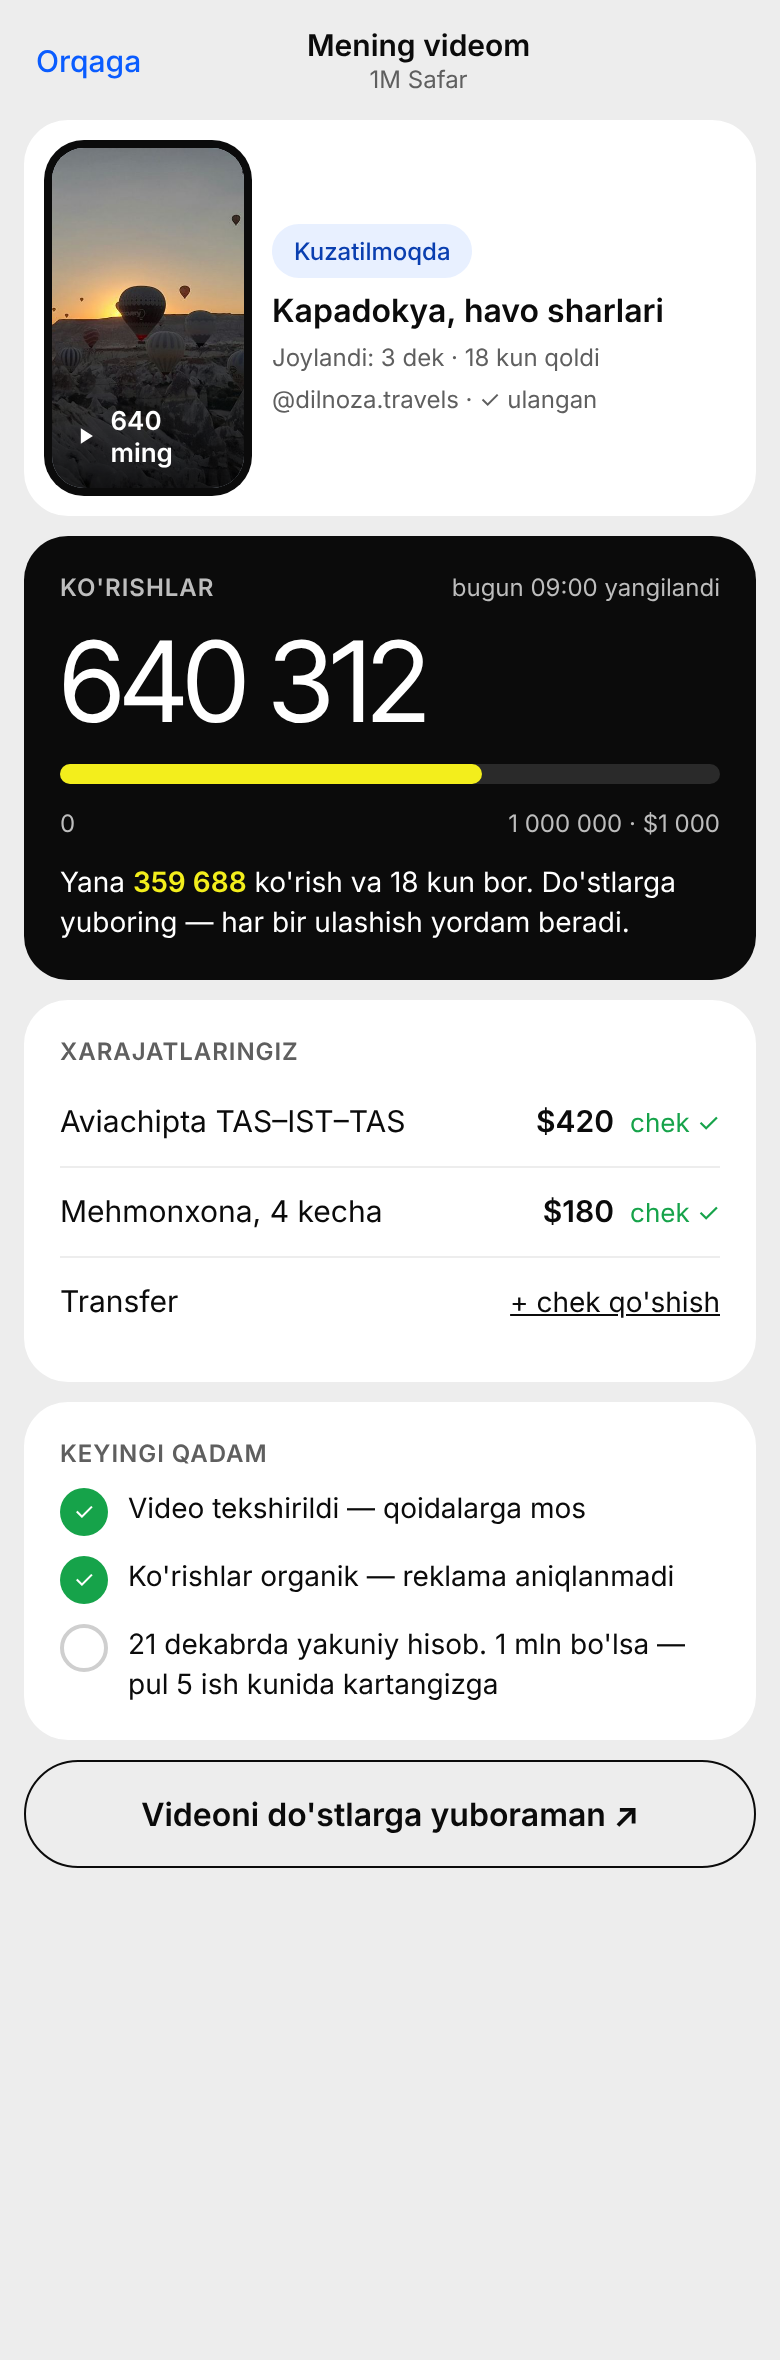 Orqaga
Mening videom
1M Safar
640
ming
Kuzatilmoqda
Kapadokya, havo sharlari
Joylandi: 3 dek · 18 kun qoldi
@dilnoza.travels · ✓ ulangan
KO'RISHLAR
bugun 09:00 yangilandi
640 312
0
1 000 000 · $1 000
Yana 359 688 ko'rish va 18 kun bor. Do'stlarga
yuboring — har bir ulashish yordam beradi.
XARAJATLARINGIZ
Aviachipta TAS–IST–TAS $420 chek ✓
Mehmonxona, 4 kecha $180 chek ✓
Transfer + chek qo'shish
KEYINGI QADAM
Video tekshirildi — qoidalarga mos
Ko'rishlar organik — reklama aniqlanmadi
21 dekabrda yakuniy hisob. 1 mln bo'lsa —
pul 5 ish kunida kartangizga
Videoni do'stlarga yuboraman ↗